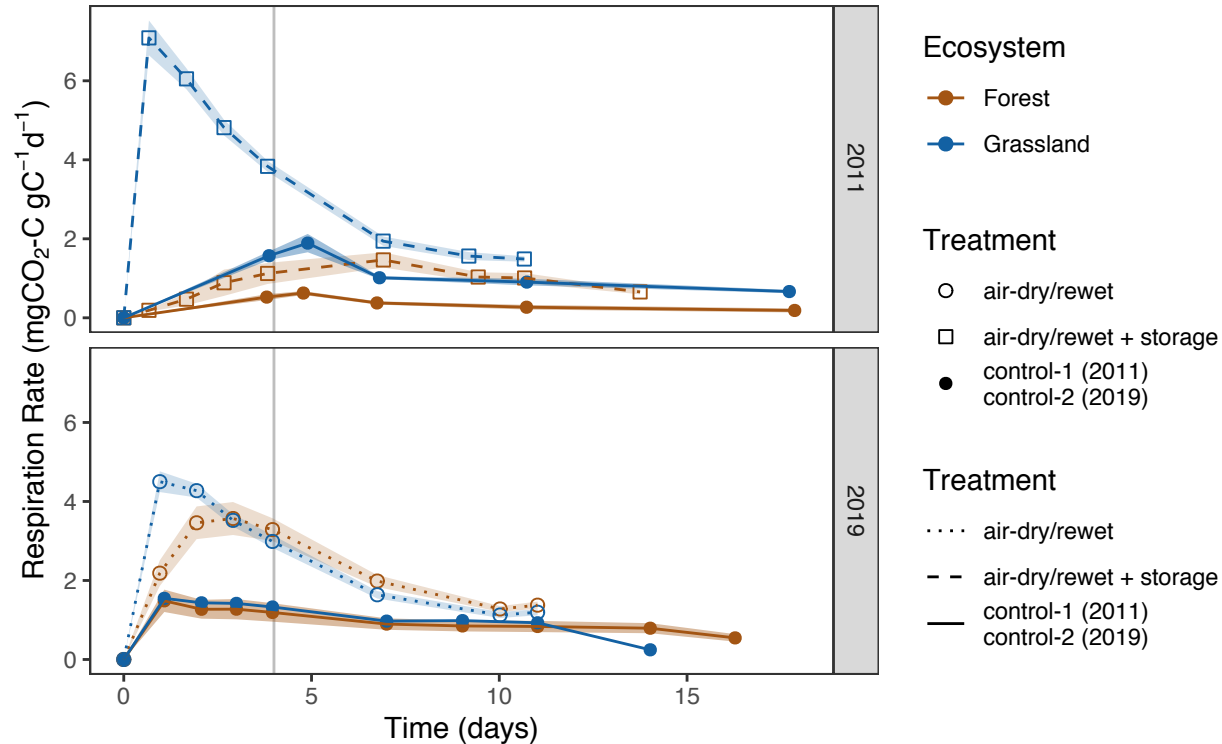 Respiration Rate (mgCO₂-C gC⁻¹d⁻¹)
6
4
2
0
2011
6
4
2
0
2019
0
5
10
15
Time (days)
Ecosystem
Forest
Grassland
Treatment
air-dry/rewet
air-dry/rewet + storage
control-1 (2011)
control-2 (2019)
Treatment
air-dry/rewet
air-dry/rewet + storage
control-1 (2011)
control-2 (2019)